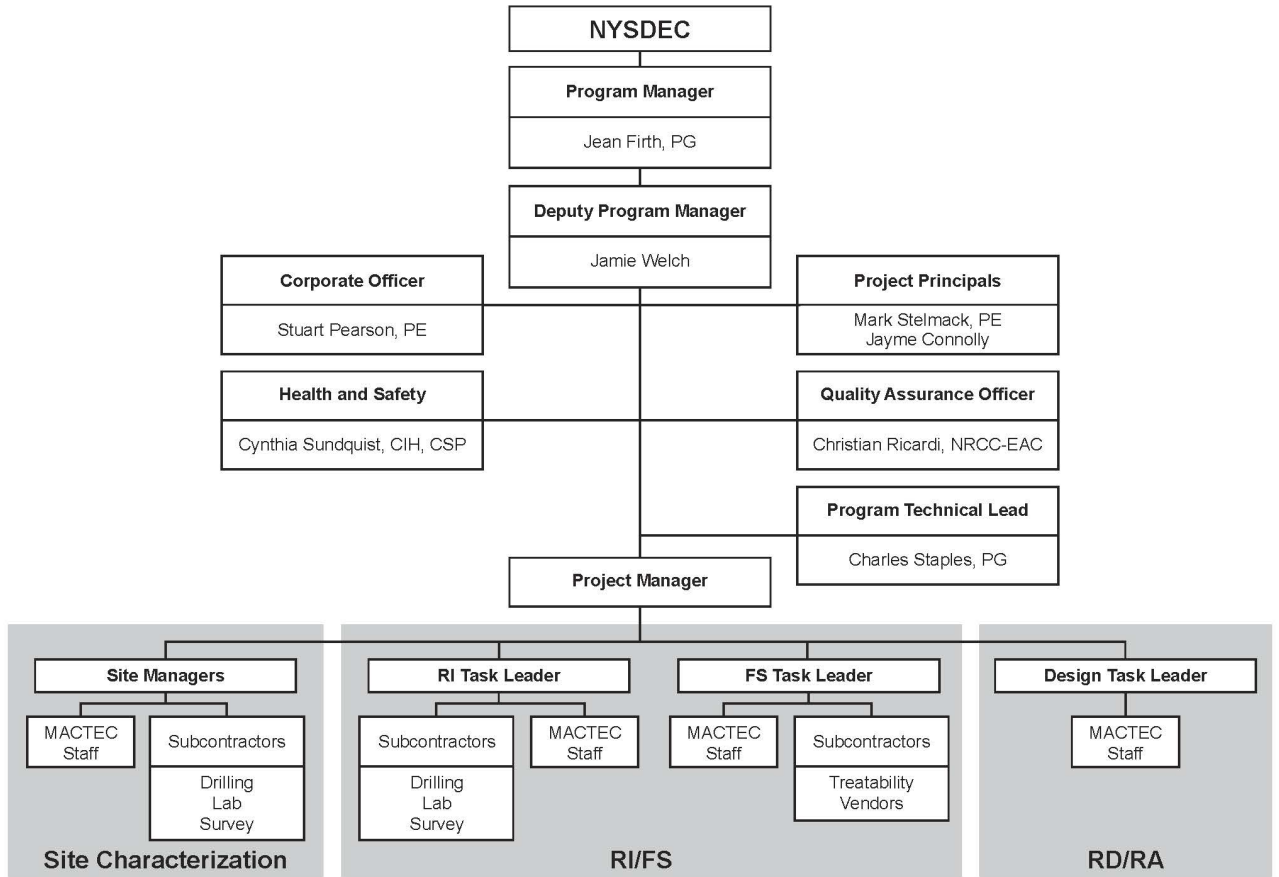 NYSDEC
Program Manager
Jean Firth, PG
Deputy Program Manager
Jamie Welch
Corporate Officer
Stuart Pearson, PE
Project Principals
Mark Stelmack, PE
Jayme Connolly
Health and Safety
Cynthia Sundquist, CIH, CSP
Quality Assurance Officer
Christian Ricardi, NRCC-EAC
Program Technical Lead
Charles Staples, PG
Project Manager
Site Managers
MACTEC
Staff
Subcontractors
Drilling
Lab
Survey
Site Characterization
RI Task Leader
Subcontractors
Drilling
Lab
Survey
MACTEC
Staff
FS Task Leader
MACTEC
Staff
Subcontractors
Treatability
Vendors
RI/FS
Design Task Leader
MACTEC
Staff
RD/RA